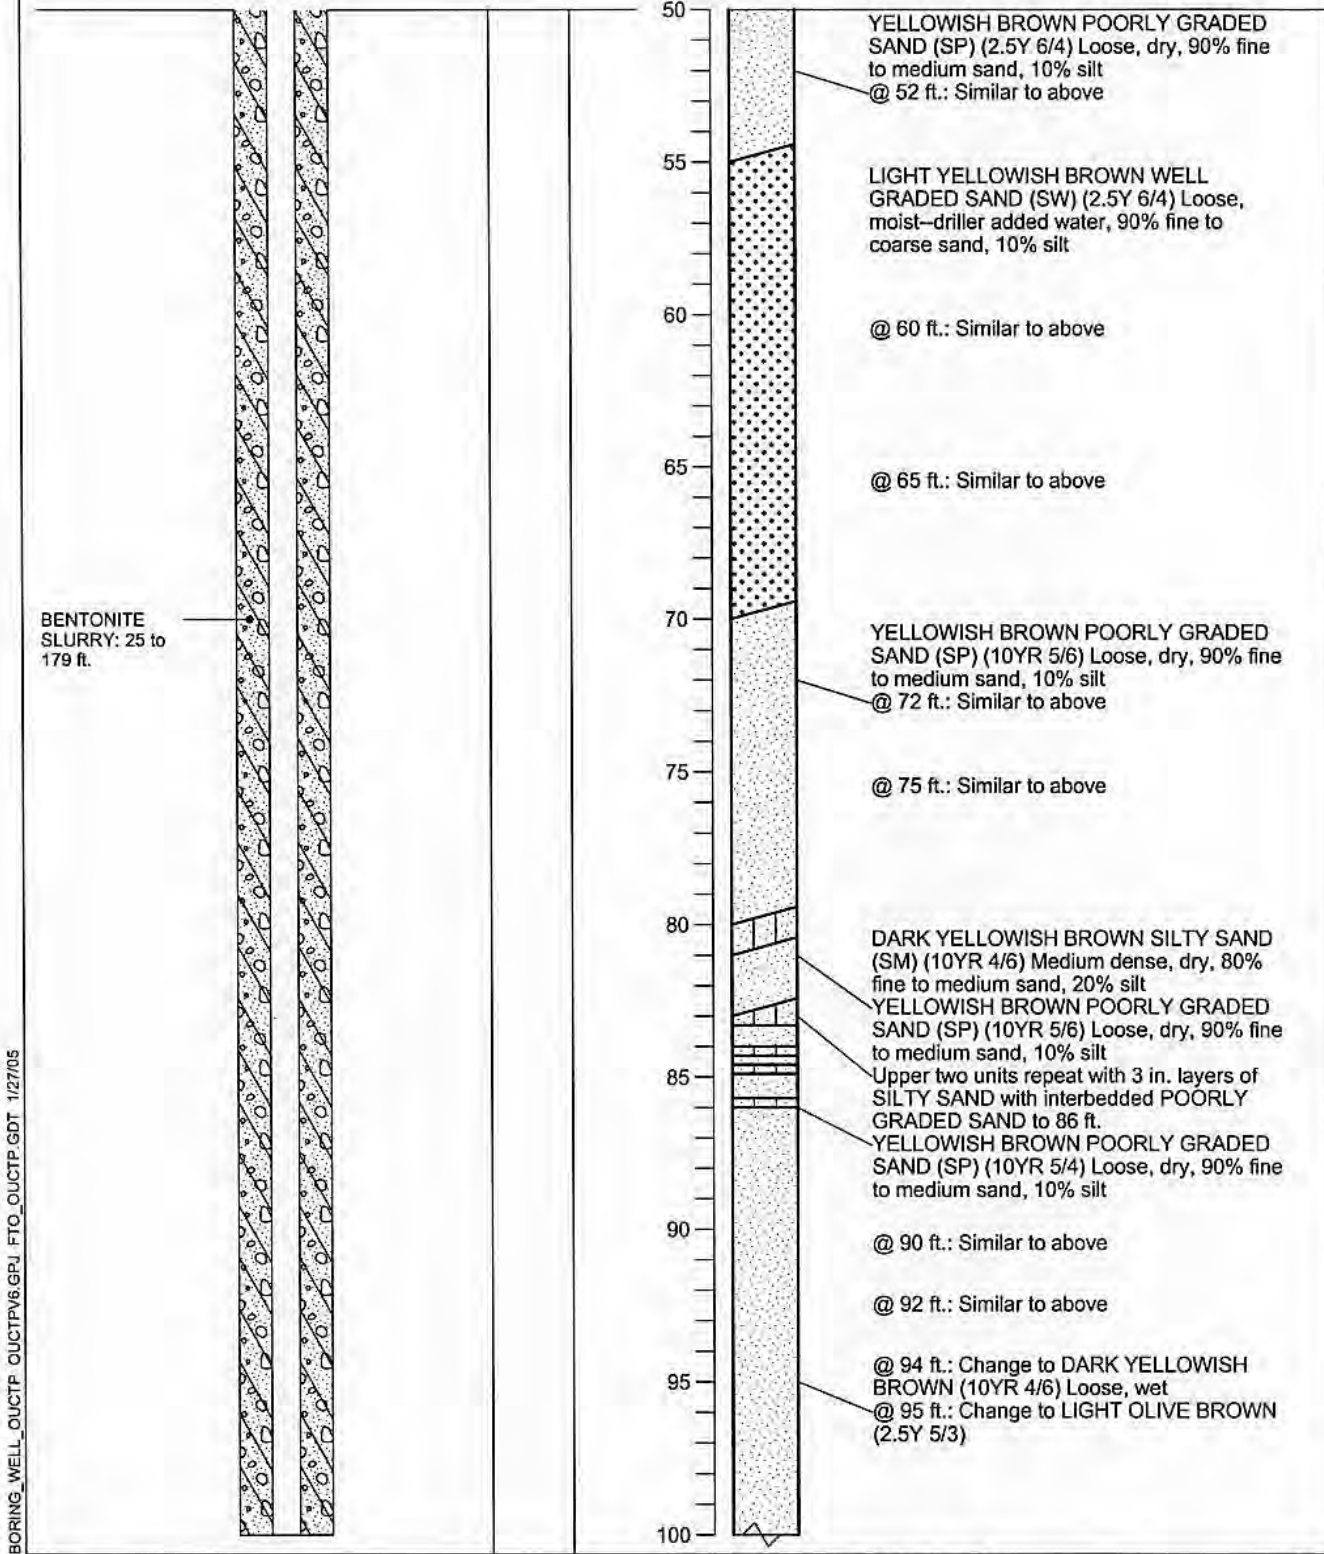 BENTONITE
SLURRY: 25 to
179 ft.
50
55
60
65
70
75
80
85
90
95
100
YELLOWISH BROWN POORLY GRADED
SAND (SP) (2.5Y 6/4) Loose, dry, 90% fine
to medium sand, 10% silt
@ 52 ft.: Similar to above
LIGHT YELLOWISH BROWN WELL
GRADED SAND (SW) (2.5Y 6/4) Loose,
moist--driller added water, 90% fine to
coarse sand, 10% silt
@ 60 ft.: Similar to above
@ 65 ft.: Similar to above
YELLOWISH BROWN POORLY GRADED
SAND (SP) (10YR 5/6) Loose, dry, 90% fine
to medium sand, 10% silt
@ 72 ft.: Similar to above
@ 75 ft.: Similar to above
DARK YELLOWISH BROWN SILTY SAND
(SM) (10YR 4/6) Medium dense, dry, 80%
fine to medium sand, 20% silt
YELLOWISH BROWN POORLY GRADED
SAND (SP) (10YR 5/6) Loose, dry, 90% fine
to medium sand, 10% silt
Upper two units repeat with 3 in. layers of
SILTY SAND with interbedded POORLY
GRADED SAND to 86 ft.
YELLOWISH BROWN POORLY GRADED
SAND (SP) (10YR 5/4) Loose, dry, 90% fine
to medium sand, 10% silt
@ 90 ft.: Similar to above
@ 92 ft.: Similar to above
@ 94 ft.: Change to DARK YELLOWISH
BROWN (10YR 4/6) Loose, wet
@ 95 ft.: Change to LIGHT OLIVE BROWN
(2.5Y 5/3)
BORING_WELL_OUCTP OUCTPV6.GPJ FTO_OUCTP.GDT 1/27/05